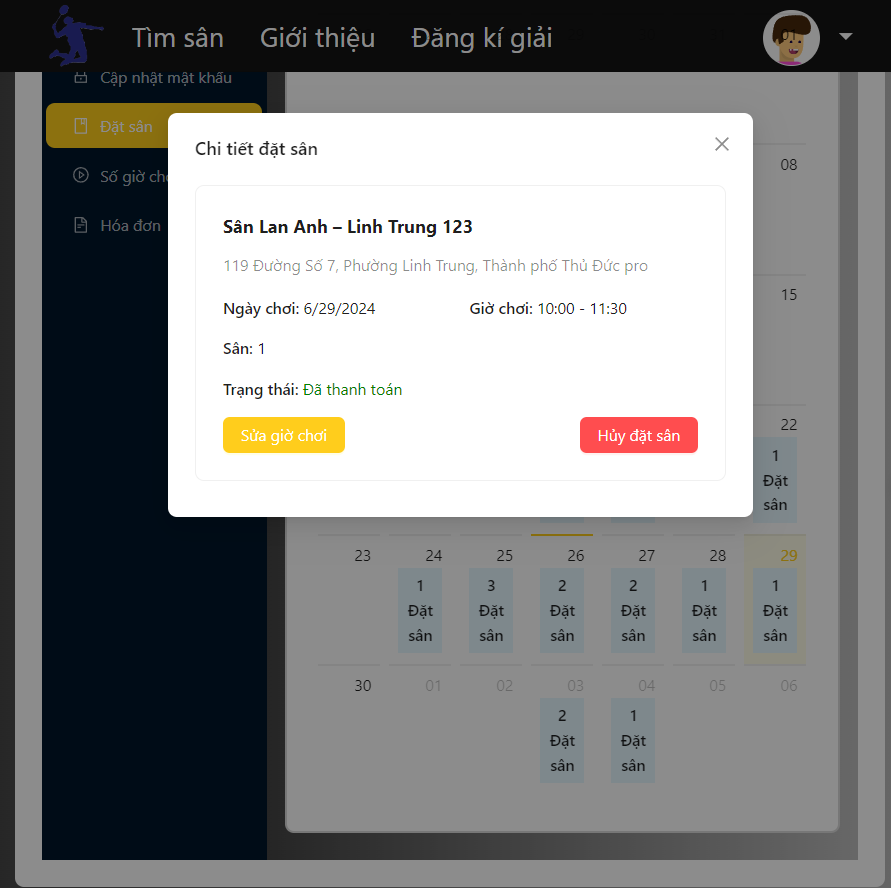 Tìm sân
Giới thiệu
Đăng kí giải
Cập nhật mật khẩu
Đặt sân
Số giờ ch
Hóa đơn
Chi tiết đặt sân
Sân Lan Anh – Linh Trung 123
119 Đường Số 7, Phường Linh Trung, Thành phố Thủ Đức pro
Ngày chơi: 6/29/2024
Giờ chơi: 10:00 - 11:30
Sân: 1
Trạng thái: Đã thanh toán
Sửa giờ chơi
Hủy đặt sân
08
15
22
1
Đặt
sân
23
24
25
26
27
28
29
1
3
2
2
1
1
Đặt
Đặt
Đặt
Đặt
Đặt
Đặt
sân
sân
sân
sân
sân
sân
30
01
02
03
04
05
06
2
1
Đặt
Đặt
sân
sân